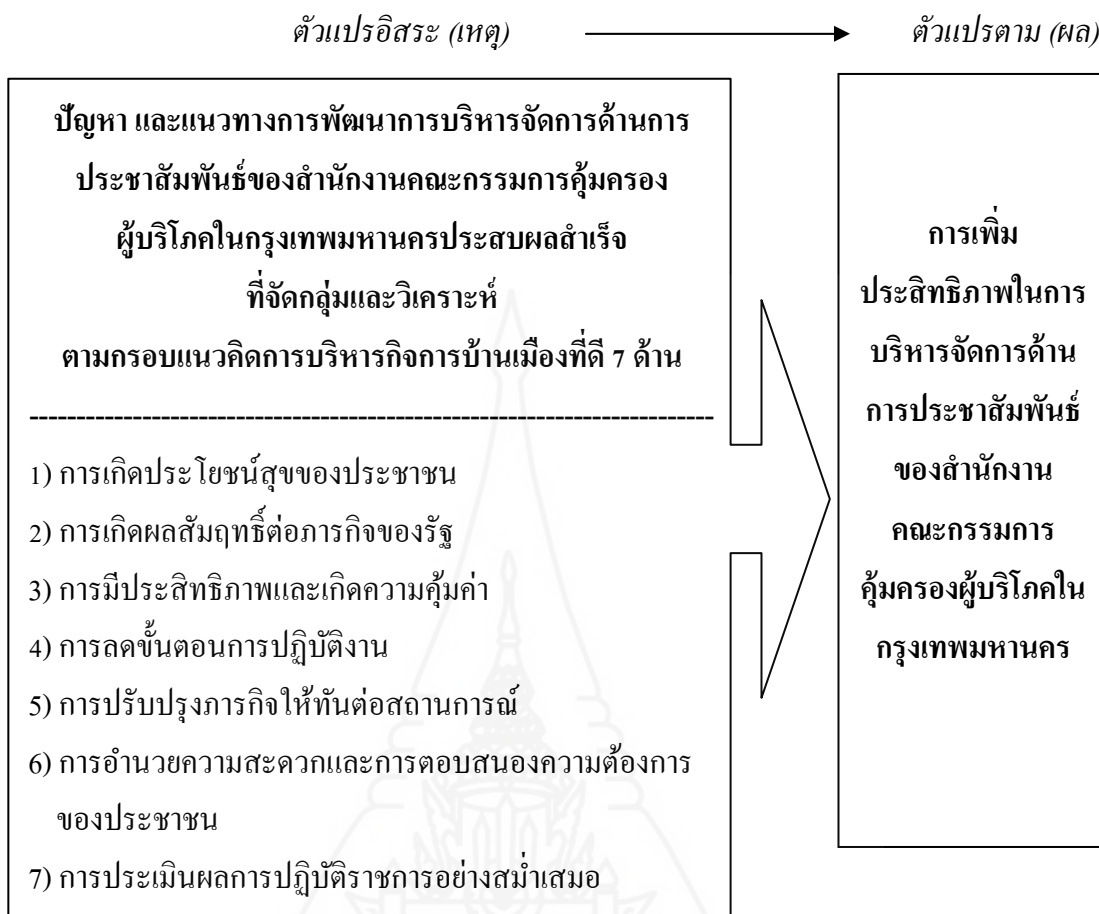 ตัวแปรอิสระ (เหตุ) ตัวแปรตาม (ผล)
ปัญหา และแนวทางการพัฒนาการบริหารจัดการด้านการ
ประชาสัมพันธ์ของสำนักงานคณะกรรมการคุ้มครอง
ผู้บริโภคในกรุงเทพมหานครประสบผลสำเร็จ
ที่จัดกลุ่มและวิเคราะห์
ตามกรอบแนวคิดการบริหารกิจการบ้านเมืองที่ดี 7 ด้าน
1) การเกิดประโยชน์สุขของประชาชน
2) การเกิดผลสัมฤทธิ์ต่อภารกิจของรัฐ
3) การมีประสิทธิภาพและเกิดความคุ้มค่า
4) การลดขั้นตอนการปฏิบัติงาน
5) การปรับปรุงภารกิจให้ทันต่อสถานการณ์
6) การอำนวยความสะดวกและการตอบสนองความต้องการ
ของประชาชน
7) การประเมินผลการปฏิบัติราชการอย่างสม่ำเสมอ
การเพิ่ม
ประสิทธิภาพในการ
บริหารจัดการด้าน
การประชาสัมพันธ์
ของสำนักงาน
คณะกรรมการ
คุ้มครองผู้บริโภคใน
กรุงเทพมหานคร